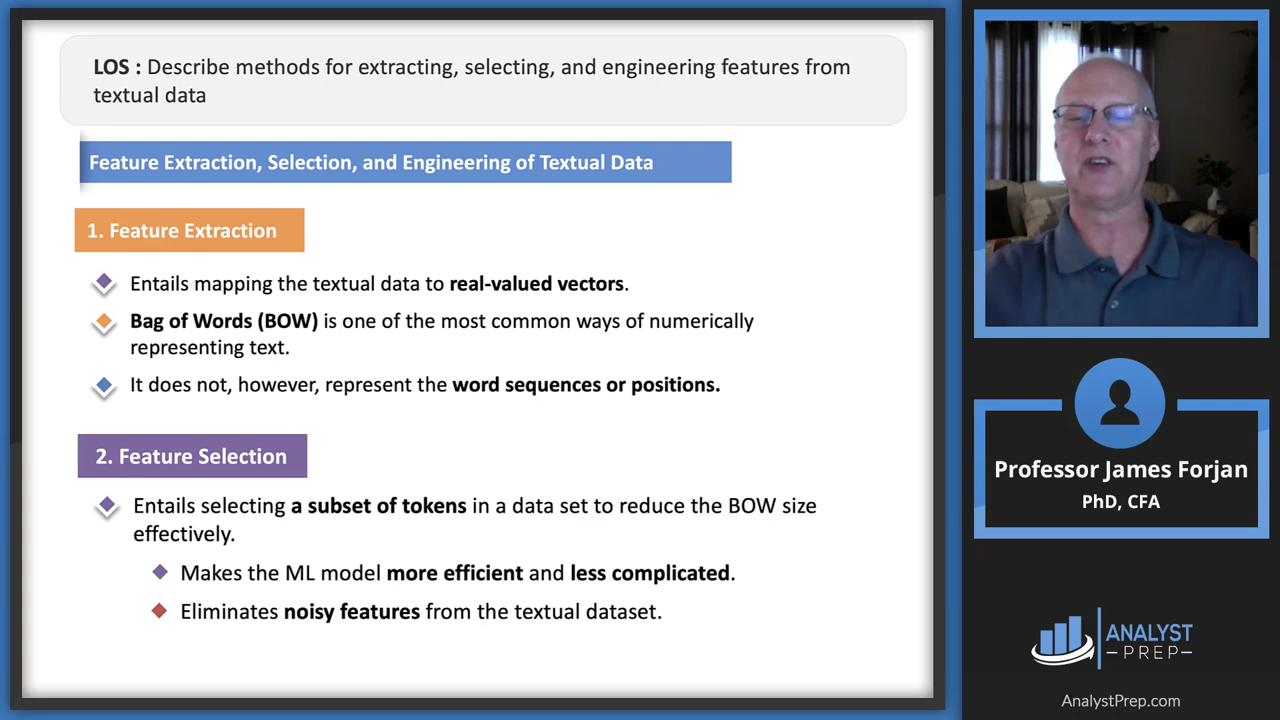 LOS : Describe methods for extracting, selecting, and engineering features from
textual data
Feature Extraction, Selection, and Engineering of Textual Data
1. Feature Extraction
Entails mapping the textual data to real-valued vectors.
Bag of Words (BOW) is one of the most common ways of numerically
representing text.
It does not, however, represent the word sequences or positions.
2. Feature Selection
Entails selecting a subset of tokens in a data set to reduce the BOW size
effectively.
Makes the ML model more efficient and less complicated.
Eliminates noisy features from the textual dataset.
Professor James Forjan
PhD, CFA
ANALYST
PREP
AnalystPrep.com